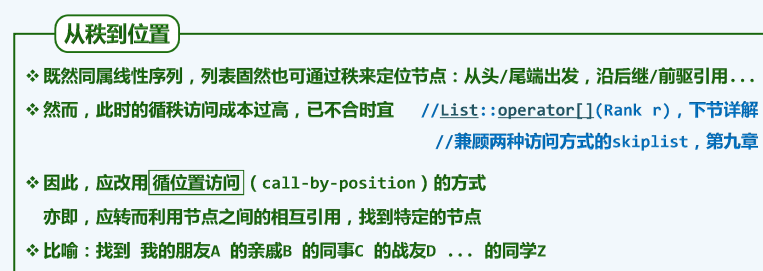 从秩到位置
❖ 既然同属线性序列，列表固然也可通过秩来定位节点：从头/尾端出发，沿后继/前驱引用...
❖ 然而，此时的循秩访问成本过高，已不合时宜 //List::operator[](Rank r)，下节详解
//兼顾两种访问方式的skiplist，第九章
❖ 因此，应改用循位置访问（call-by-position）的方式
亦即，应转而利用节点之间的相互引用，找到特定的节点
❖ 比喻：找到 我的朋友A 的亲戚B 的同事C 的战友D ... 的同学Z